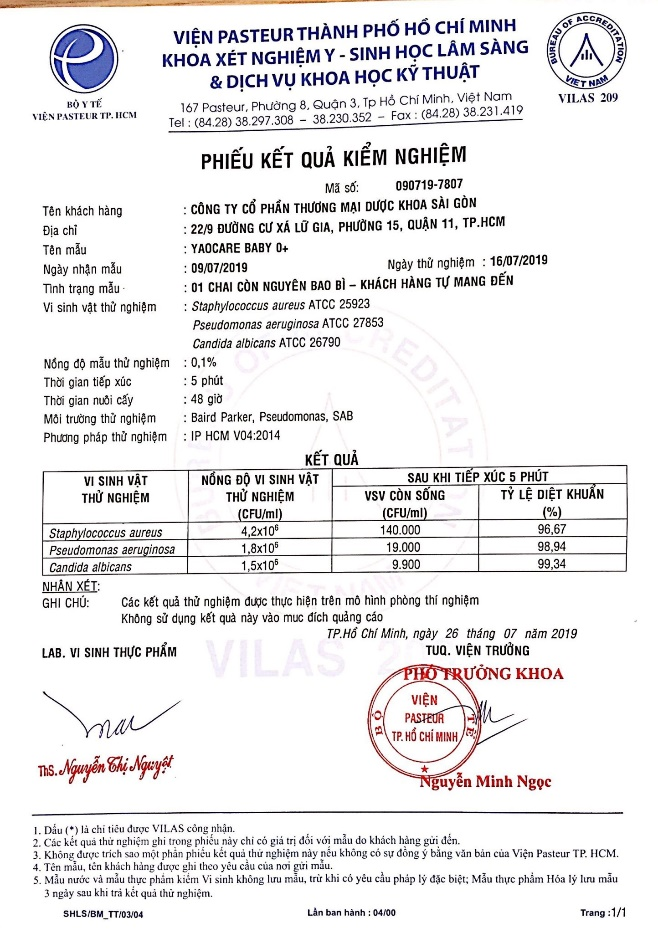 VIỆN PASTEUR THÀNH PHỐ HỒ CHÍ MINH
KHOA XÉT NGHIỆM Y - SINH HỌC LÂM SÀNG
& DỊCH VỤ KHOA HỌC KỸ THUẬT
167 Pasteur, Phường 8, Quận 3, Tp Hồ Chí Minh, Việt Nam
Tel : (84.28) 38.297.308 - 38.230.352 – Fax : (84.28) 38.231.419
BỘ Y TẾ
VIỆN PASTEUR TP. HCM
BUREAU OF ACCREDITATION
VIET NAM
VILAS 209
PHIẾU KẾT QUẢ KIỂM NGHIỆM
Mã số: 090719-7807
Tên khách hàng : CÔNG TY CỔ PHẦN THƯƠNG MẠI DƯỢC KHOA SÀI GÒN
Địa chỉ : 22/9 ĐƯỜNG CƯ XÁ LỮ GIA, PHƯỜNG 15, QUẬN 11, TP.HCM
Tên mẫu : YAOCARE BABY 0+
Ngày nhận mẫu : 09/07/2019 Ngày thử nghiệm : 16/07/2019
Tình trạng mẫu : 01 CHAI CÒN NGUYÊN BAO BÌ – KHÁCH HÀNG TỰ MANG ĐẾN
Vi sinh vật thử nghiệm : Staphylococcus aureus ATCC 25923
Pseudomonas aeruginosa ATCC 27853
Candida albicans ATCC 26790
Nồng độ mẫu thử nghiệm : 0,1%
Thời gian tiếp xúc : 5 phút
Thời gian nuôi cấy : 48 giờ
Môi trường thử nghiệm : Baird Parker, Pseudomonas, SAB
Phương pháp thử nghiệm : IP HCM V04:2014
KẾT QUẢ
VI SINH VẬT THỬ NGHIỆM NỒNG ĐỘ VI SINH VẬT THỬ NGHIỆM (CFU/ml) SAU KHI TIẾP XÚC 5 PHÚT
VSV CÒN SỐNG (CFU/ml) TỶ LỆ DIỆT KHUẨN (%)
Staphylococcus aureus 4,2x10⁶ 140.000 96,67
Pseudomonas aeruginosa 1,8x10⁶ 19.000 98,94
Candida albicans 1,5x10⁶ 9.900 99,34
NHẬN XÉT:
GHI CHÚ: Các kết quả thử nghiệm được thực hiện trên mô hình phòng thí nghiệm
Không sử dụng kết quả này vào mục đích quảng cáo
TP.Hồ Chí Minh, ngày 26 tháng 07 năm 2019
LAB. VI SINH THỰC PHẨM TUQ. VIỆN TRƯỞNG
PHÓ TRƯỞNG KHOA
VILAS 209
BỘ Y TẾ
VIỆN
PASTEUR
TP. HỒ CHÍ MINH
ThS. Nguyễn Thị Nguyệt
Nguyễn Minh Ngọc
1. Dấu (*) là chỉ tiêu được VILAS công nhận.
2. Các kết quả thử nghiệm ghi trong phiếu này chỉ có giá trị đối với mẫu do khách hàng gửi đến.
3. Không được trích sao một phần phiếu kết quả thử nghiệm này nếu không có sự đồng ý bằng văn bản của Viện Pasteur TP. HCM.
4. Tên mẫu, tên khách hàng được ghi theo yêu cầu của nơi gửi mẫu.
5. Mẫu nước và mẫu thực phẩm kiểm Vi sinh không lưu mẫu, trừ khi có yêu cầu pháp lý đặc biệt; Mẫu thực phẩm Hóa lý lưu mẫu
3 ngày sau khi trả kết quả thử nghiệm.
SHLS/BM_TT/03/04 Lần ban hành : 04/00 Trang :1/1